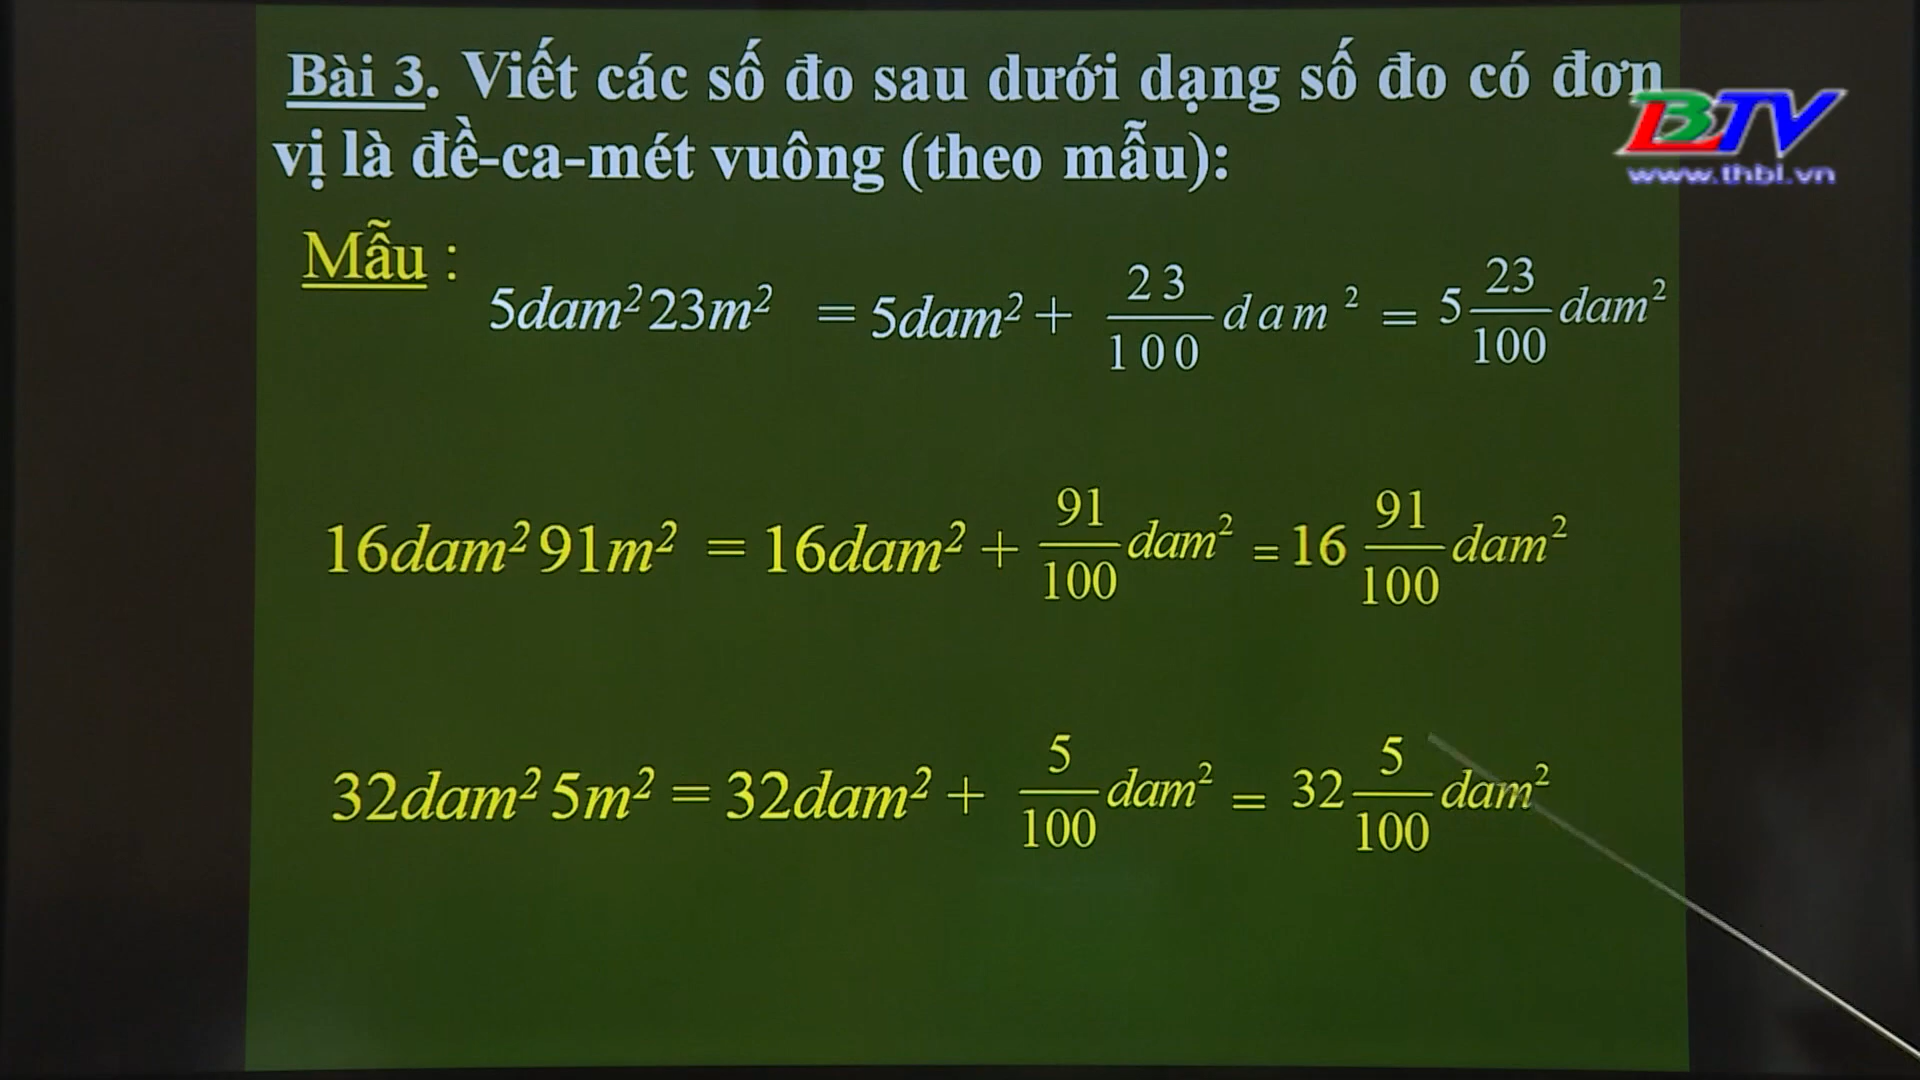 Bài 3. Viết các số đo sau dưới dạng số đo có đơn
vị là đề-ca-mét vuông (theo mẫu):
BTV
www.thbl.vn
Mẫu :
5dam² 23m² = 5dam² + 23/100 dam² = 5 23/100 dam²
16dam² 91m² = 16dam² + 91/100 dam² = 16 91/100 dam²
32dam² 5m² = 32dam² + 5/100 dam² = 32 5/100 dam²